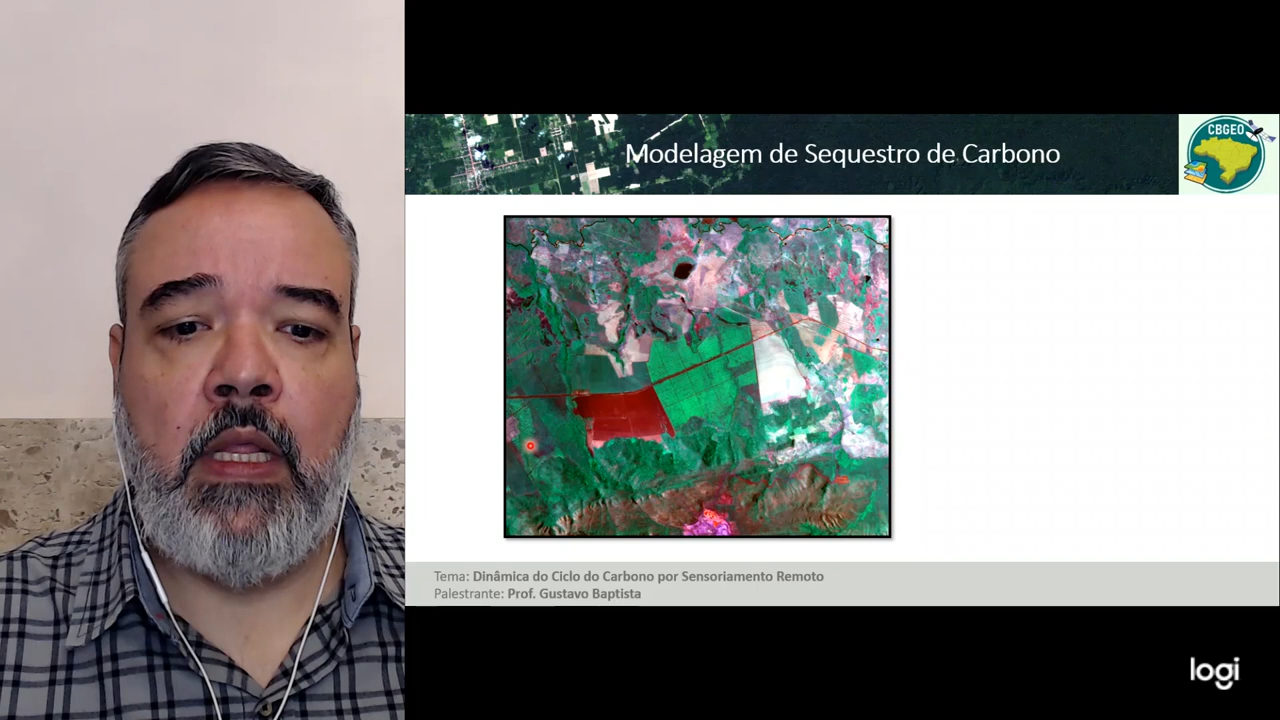 Modelagem de Sequestro de Carbono
CBGEO
Tema: Dinâmica do Ciclo do Carbono por Sensoriamento Remoto
Palestrante: Prof. Gustavo Baptista
logi